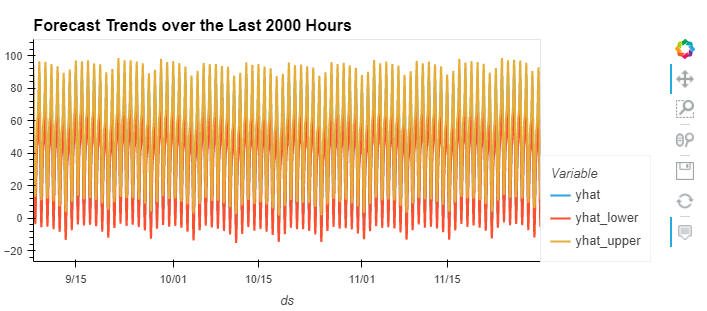 Forecast Trends over the Last 2000 Hours
100
80
60
40
20
0
−20
9/15
10/01
10/15
11/01
11/15
ds
Variable
yhat
yhat_lower
yhat_upper